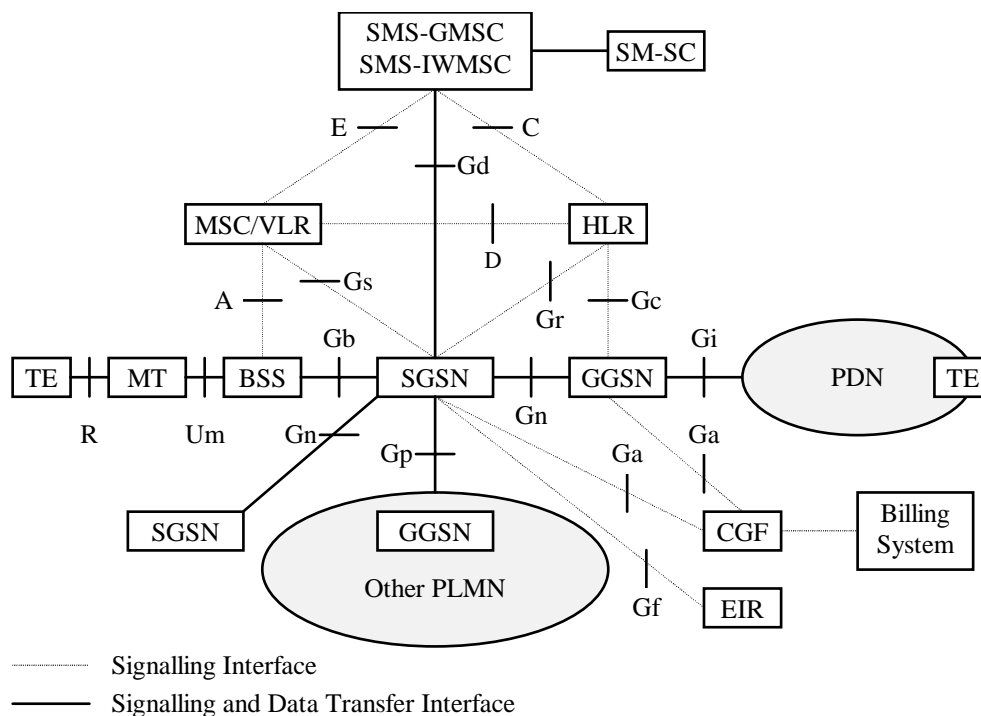 SMS-GMSC
SMS-IWMSC
SM-SC
E
C
Gd
MSC/VLR
HLR
D
Gs
A
Gr
Gc
Gb
Gi
TE
MT
BSS
SGSN
GGSN
PDN
TE
R
Um
Gn
Gn
Gp
Ga
Ga
SGSN
GGSN
CGF
Billing
System
Other PLMN
Gf
EIR
Signalling Interface
Signalling and Data Transfer Interface